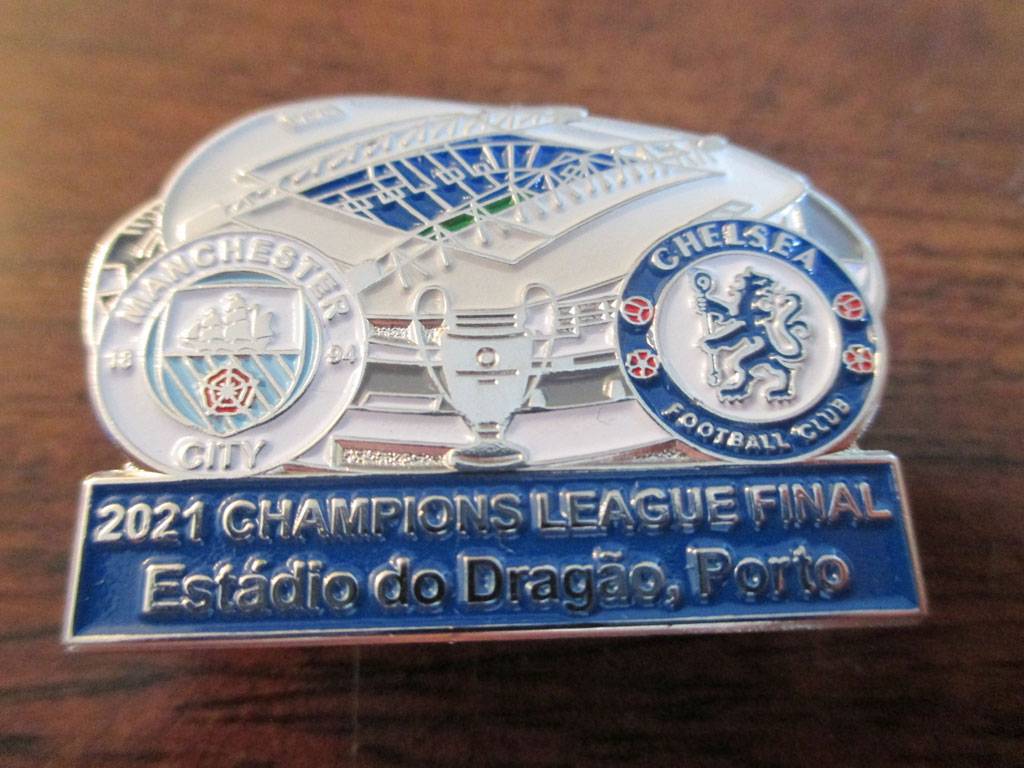 MANCHESTER
18 94
CITY
CHELSEA
FOOTBALL CLUB
2021 CHAMPIONS LEAGUE FINAL
Estádio do Dragão, Porto